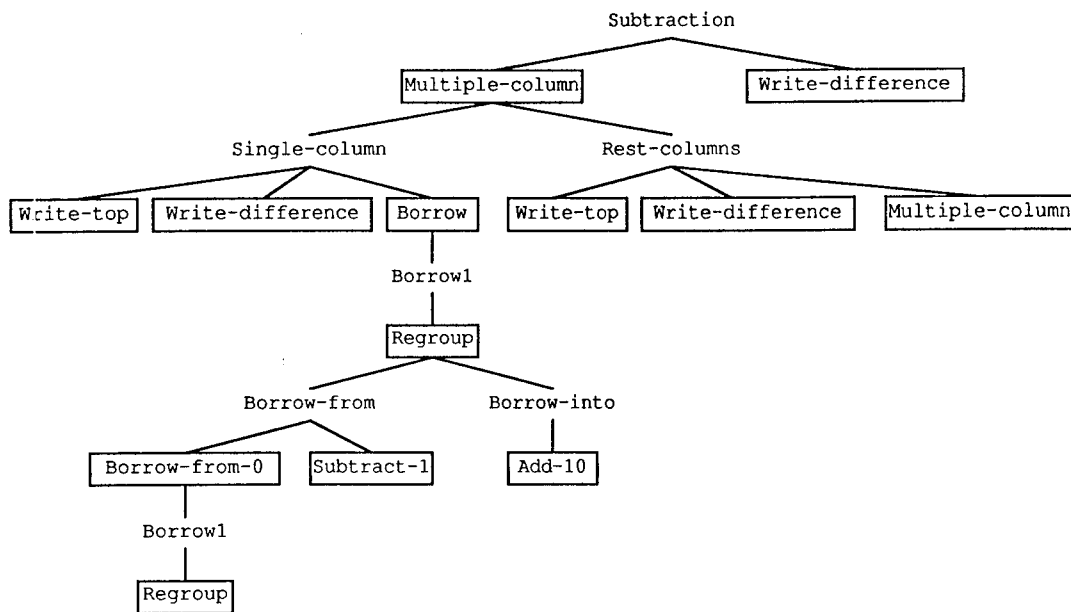 Subtraction
Multiple-column Write-difference
Single-column Rest-columns
Write-top Write-difference Borrow Write-top Write-difference Multiple-column
Borrow1
Regroup
Borrow-from Borrow-into
Borrow-from-0 Subtract-1 Add-10
Borrow1
Regroup